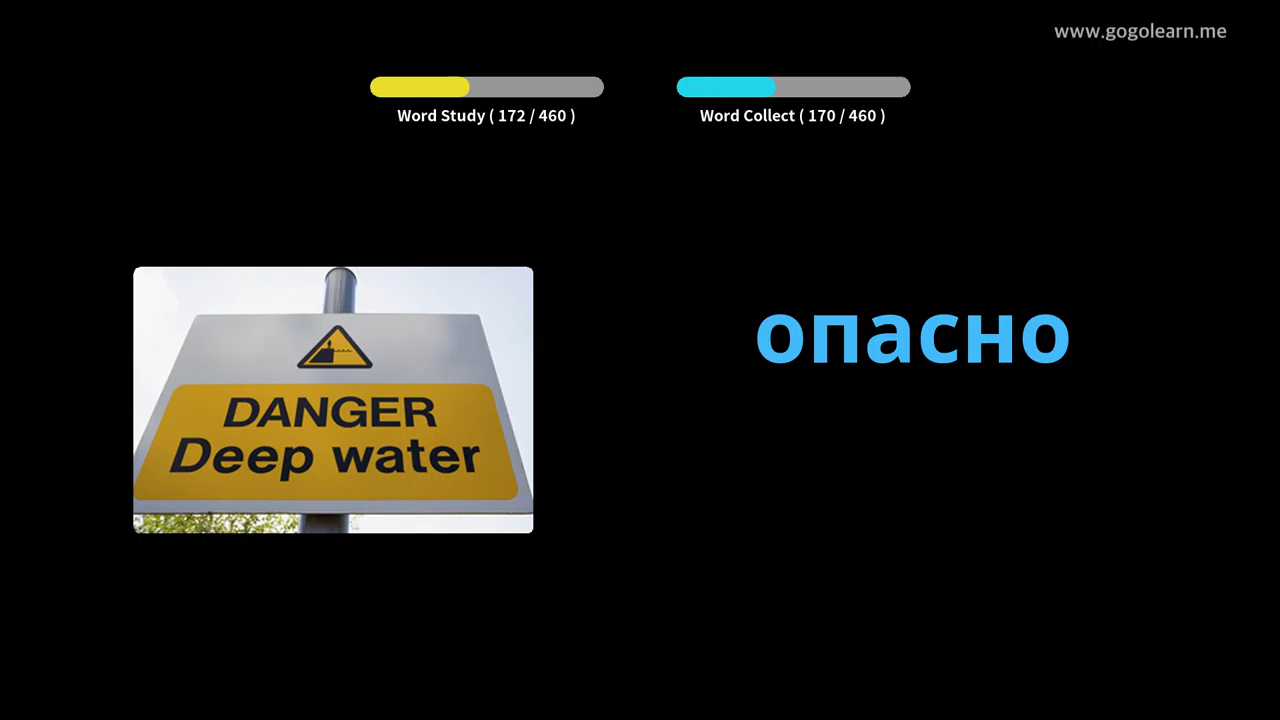 www.gogolearn.me
Word Study ( 172 / 460 )
Word Collect ( 170 / 460 )
опасно
DANGER
Deep water